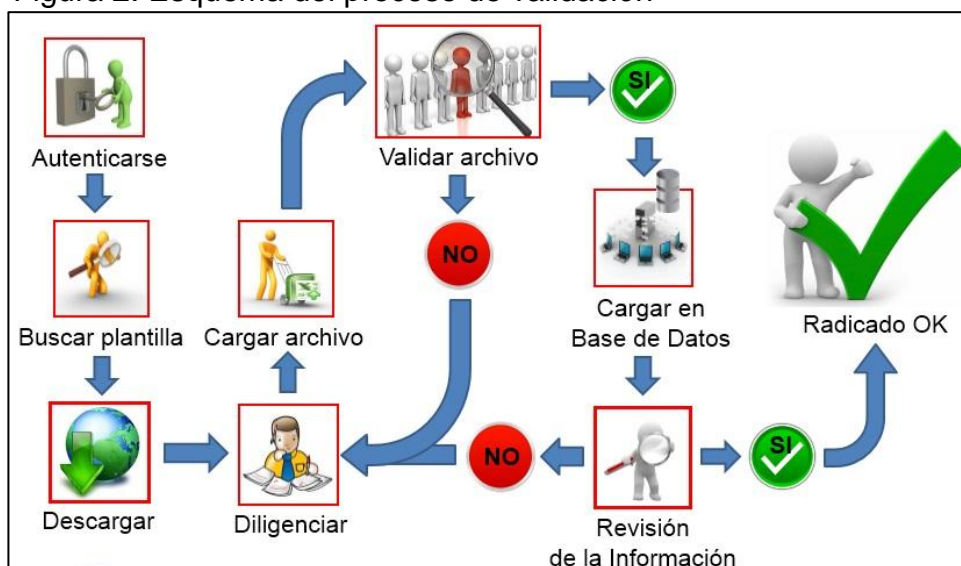 Figura 2. Esquema del proceso de validación
Autenticarse
Validar archivo
SI
NO
Buscar plantilla
Cargar archivo
Cargar en
Base de Datos
Radicado OK
Descargar
Diligenciar
NO
Revisión
de la Información
SI